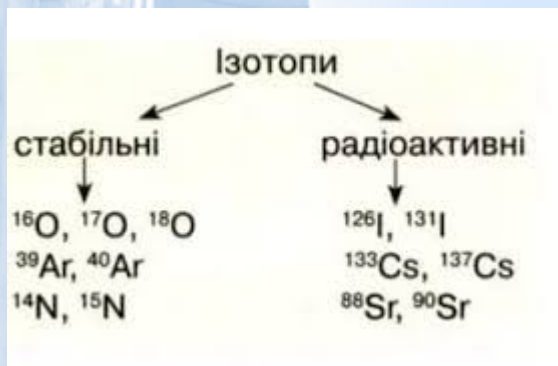 Ізотопи
стабільні радіоактивні
¹⁶O, ¹⁷O, ¹⁸O ¹²⁶I, ¹³¹I
³⁹Ar, ⁴⁰Ar ¹³³Cs, ¹³⁷Cs
¹⁴N, ¹⁵N ⁸⁸Sr, ⁹⁰Sr